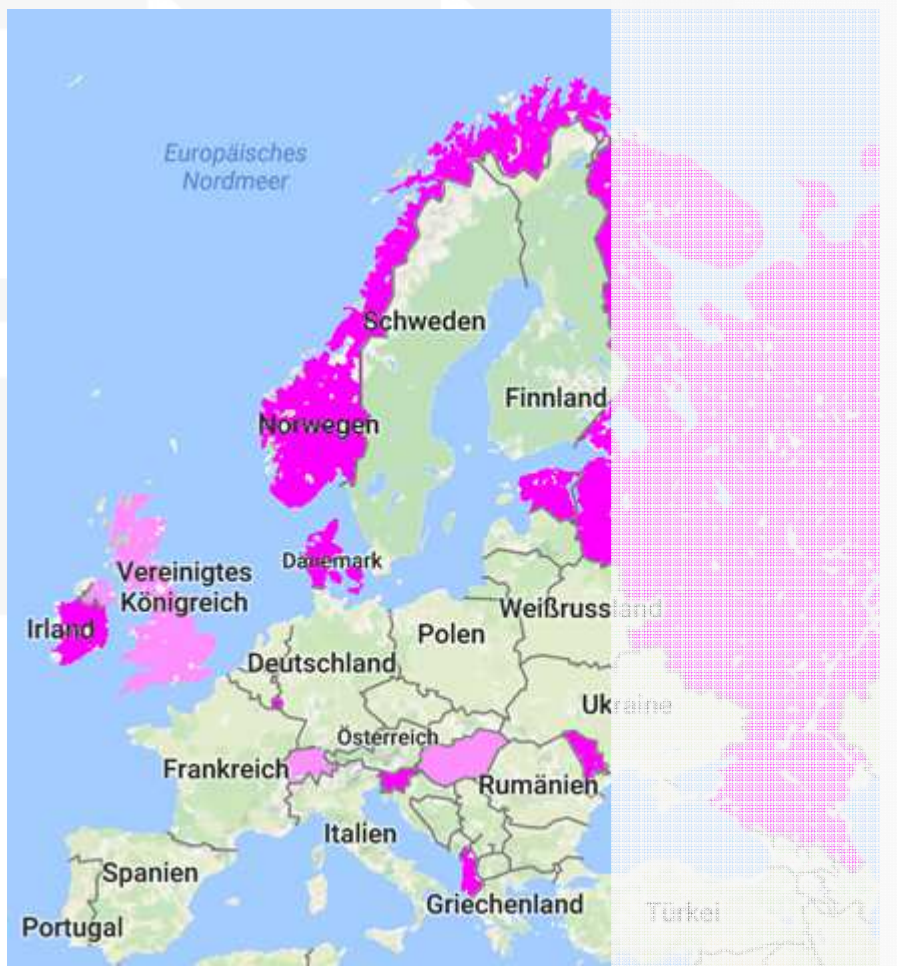 Europäisches
Nordmeer
Schweden
Finnland
Norwegen
Dänemark
Vereinigtes
Königreich
Irland
Weißrussland
Polen
Deutschland
Ukraine
Österreich
Frankreich
Rumänien
Italien
Spanien
Griechenland
Türkei
Portugal